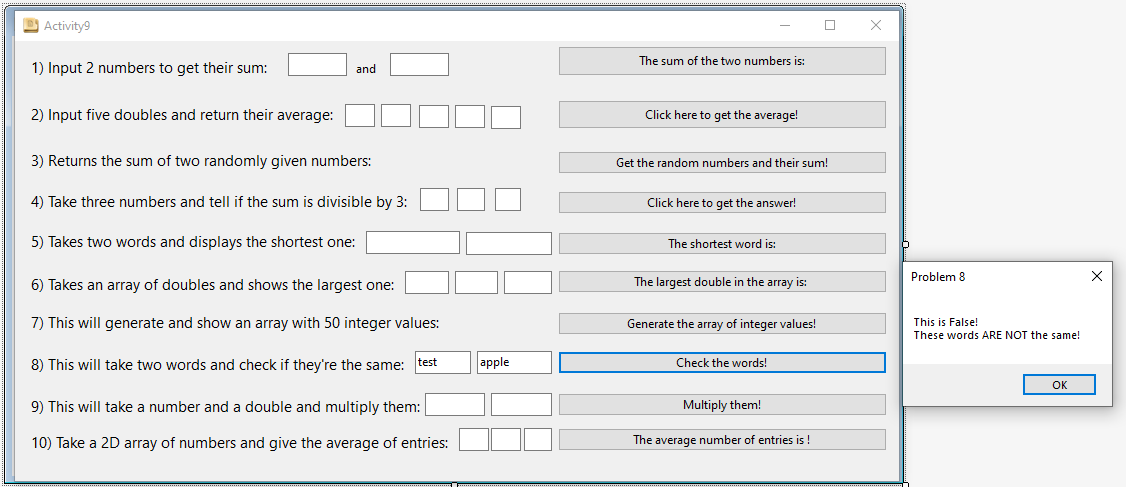 Activity9
1) Input 2 numbers to get their sum: and The sum of the two numbers is:
2) Input five doubles and return their average: Click here to get the average!
3) Returns the sum of two randomly given numbers: Get the random numbers and their sum!
4) Take three numbers and tell if the sum is divisible by 3: Click here to get the answer!
5) Takes two words and displays the shortest one: The shortest word is:
6) Takes an array of doubles and shows the largest one: The largest double in the array is:
7) This will generate and show an array with 50 integer values: Generate the array of integer values!
8) This will take two words and check if they're the same: test apple Check the words!
9) This will take a number and a double and multiply them: Multiply them!
10) Take a 2D array of numbers and give the average of entries: The average number of entries is !
Problem 8
This is False!
These words ARE NOT the same!
OK